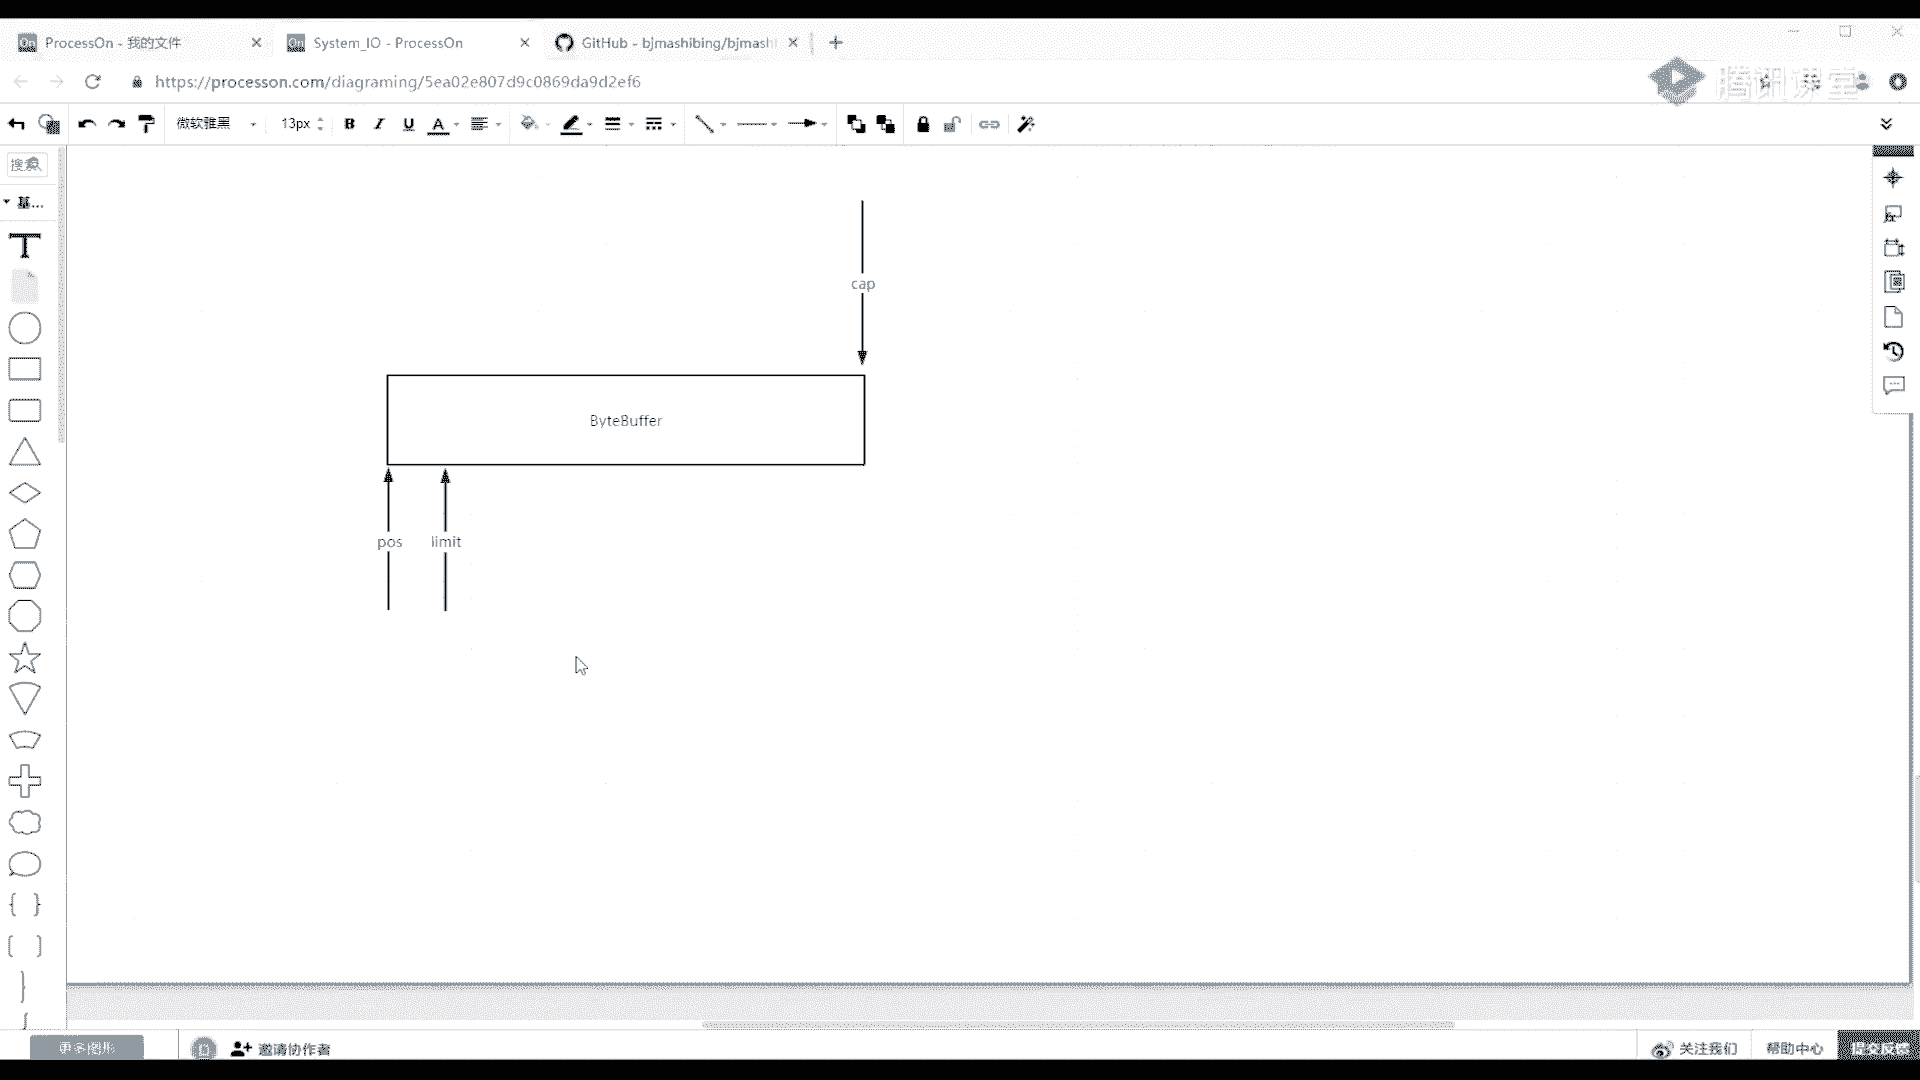 ProcessOn - 我的文件
System_IO - ProcessOn
GitHub - bjmashibing/bjmash
https://processon.com/diagraming/5ea02e807d9c0869da9d2ef6
腾讯课堂
微软雅黑
13px
B I U A
搜索
基...
T
cap
ByteBuffer
pos
limit
更多图形
邀请协作者
关注我们
帮助中心
提交反馈